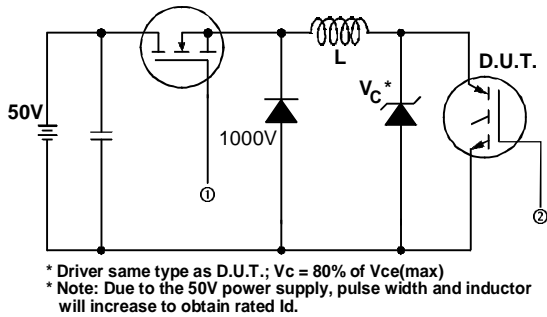 L
D.U.T.
V_C *
50V
1000V
①
②
* Driver same type as D.U.T.; Vc = 80% of Vce(max)
* Note: Due to the 50V power supply, pulse width and inductor
will increase to obtain rated Id.